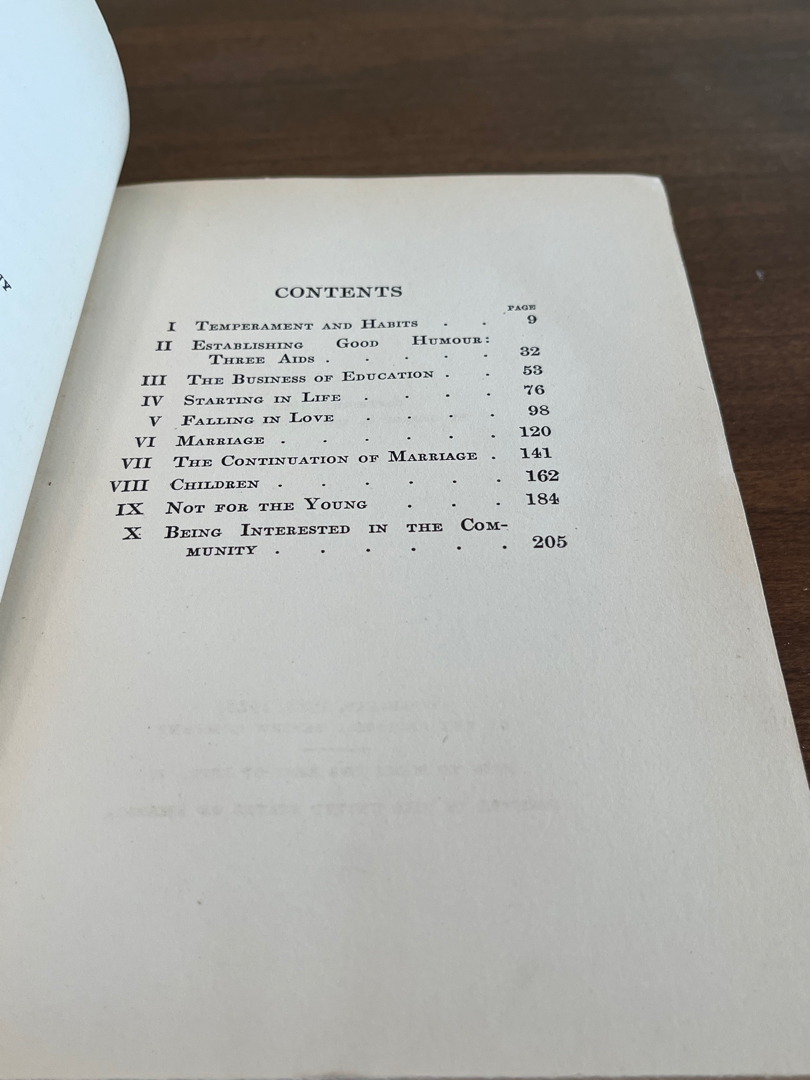 CONTENTS
PAGE
I TEMPERAMENT AND HABITS . . 9
II ESTABLISHING GOOD HUMOUR:
THREE AIDS . . . . . 32
III THE BUSINESS OF EDUCATION . . 53
IV STARTING IN LIFE . . . . 76
V FALLING IN LOVE . . . . 98
VI MARRIAGE . . . . . . 120
VII THE CONTINUATION OF MARRIAGE . 141
VIII CHILDREN . . . . . . 162
IX NOT FOR THE YOUNG . . . 184
X BEING INTERESTED IN THE COM-
MUNITY . . . . . . 205